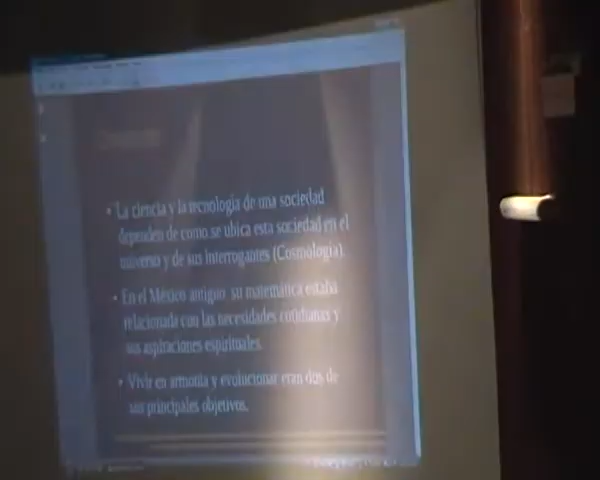 • La ciencia y la tecnología de una sociedad
dependen de como se ubica esta sociedad en el
universo y de sus interrogantes (Cosmología).
• En el México antiguo, su matemática estaba
relacionada con las necesidades cotidianas y
sus aspiraciones espirituales.
• Vivir en armonía y evolucionar eran dos de
sus principales objetivos.